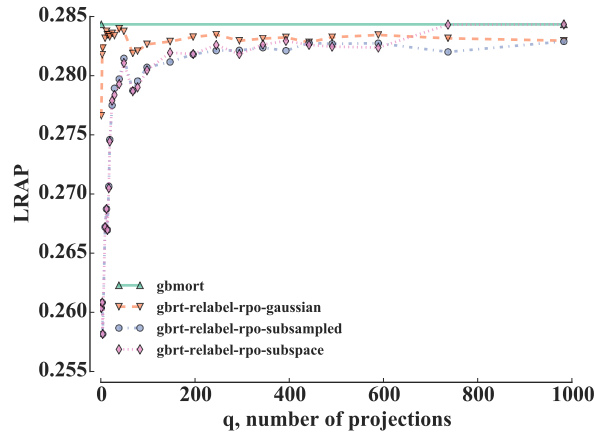 0.285
0.280
0.275
0.270
0.265
0.260
0.255
LRAP
gbmort
gbrt-relabel-rpo-gaussian
gbrt-relabel-rpo-subsampled
gbrt-relabel-rpo-subspace
0 200 400 600 800 1000
q, number of projections